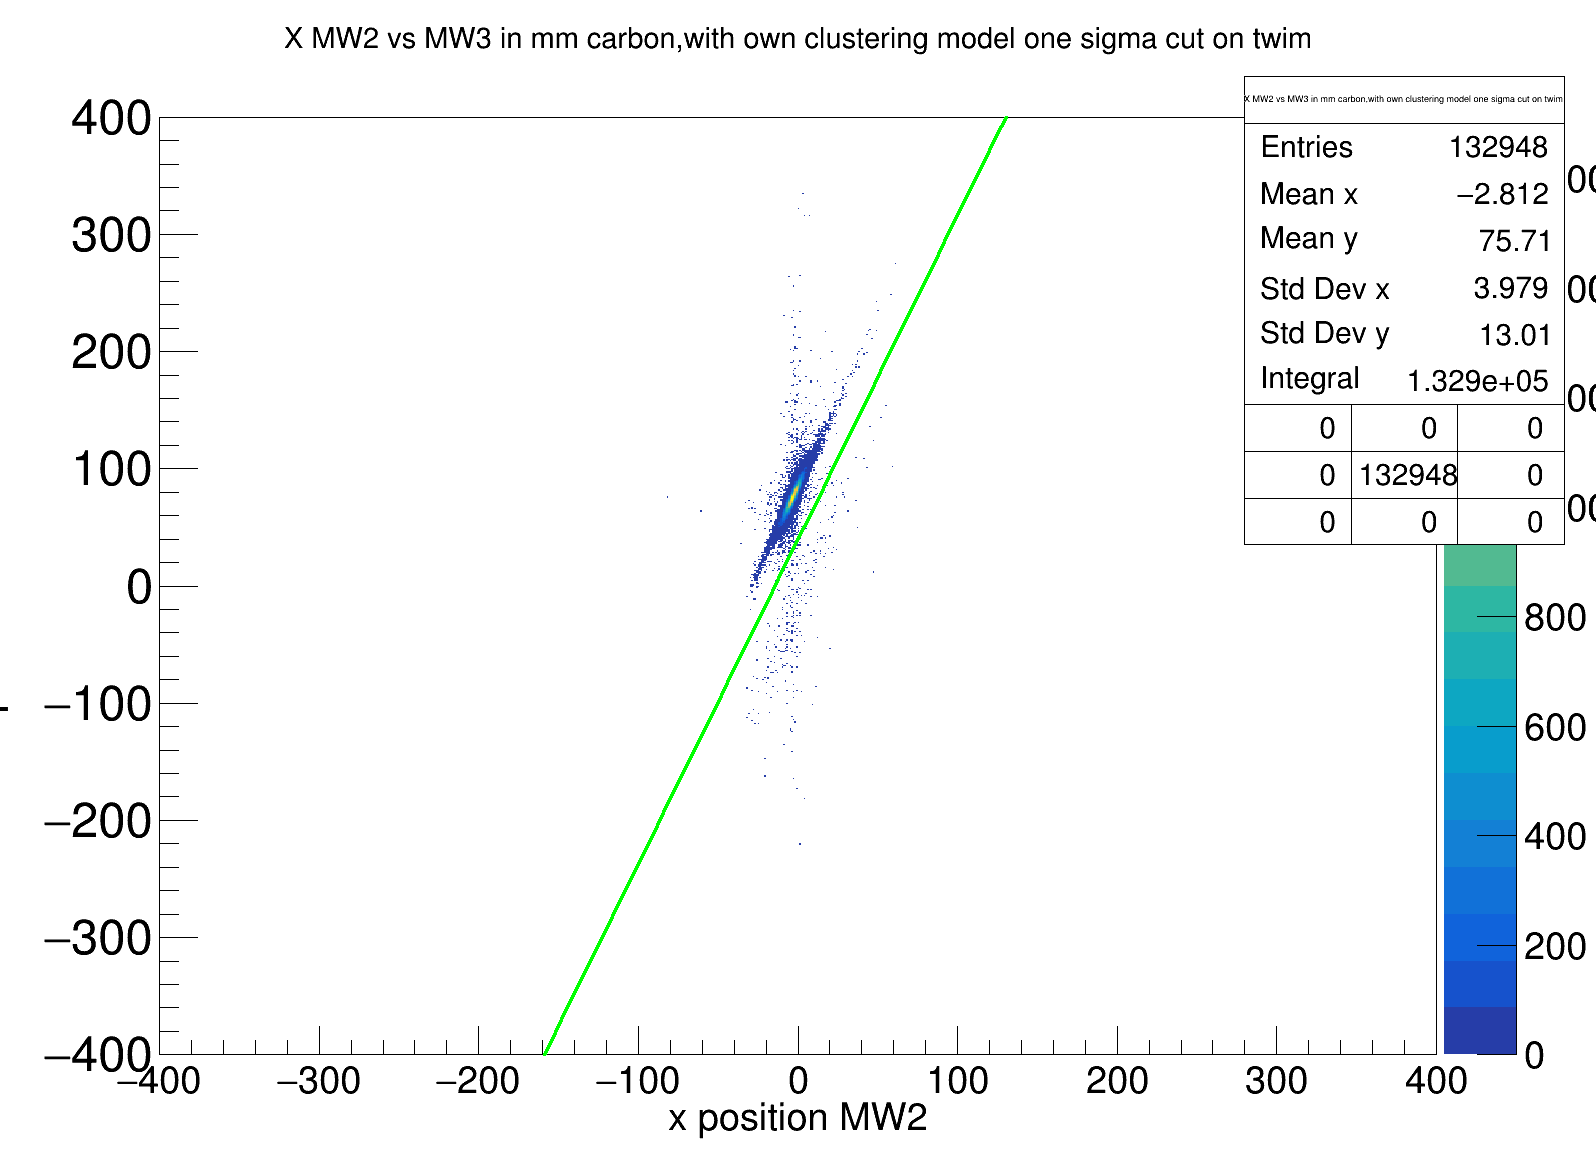 X MW2 vs MW3 in mm carbon,with own clustering model one sigma cut on twim
X MW2 vs MW3 in mm carbon,with own clustering model one sigma cut on twim
Entries 132948
Mean x −2.812
Mean y 75.71
Std Dev x 3.979
Std Dev y 13.01
Integral 1.329e+05
0 0 0
0 132948 0
0 0 0
400
300
200
100
0
−100
−200
−300
−400
−400 −300 −200 −100 0 100 200 300 400
x position MW2
800
600
400
200
0